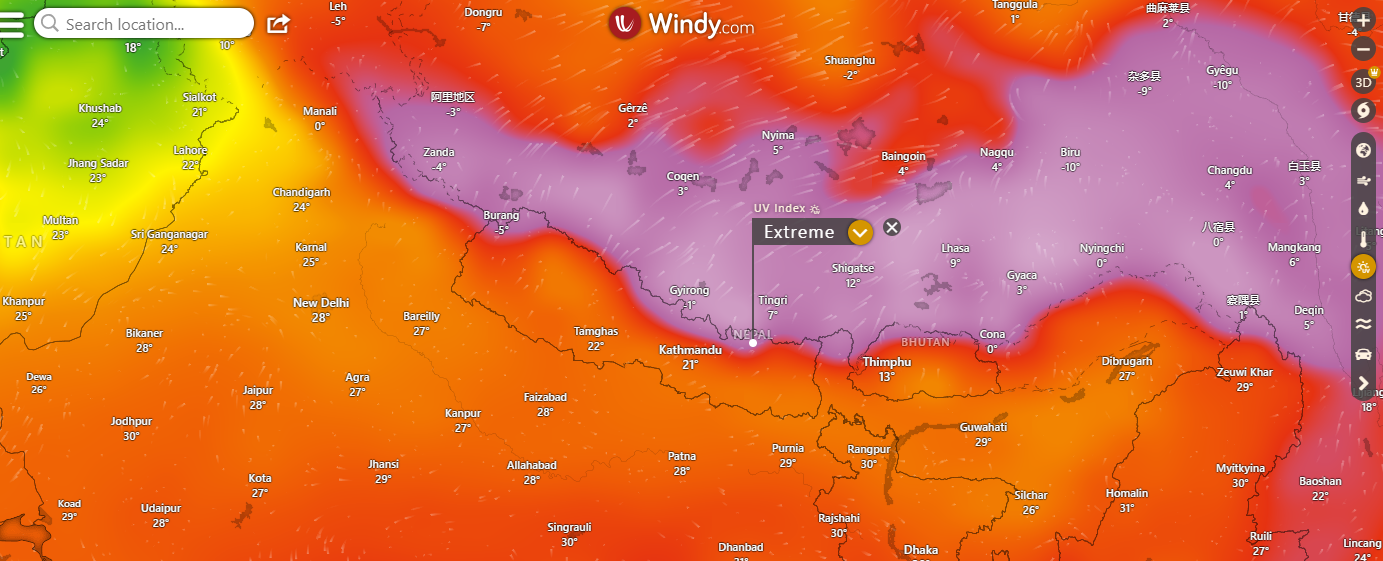 Leh
-5°
Dongru
-7°
Tanggula
1°
曲麻莱县
2°
Search location...
Windy.com
18°
10°
-4
Shuanghu
-2°
杂多县
-9°
Gyêgu
-10°
3D
Khushab
24°
Sialkot
21°
Manali
0°
阿里地区
-3°
Gêrzê
2°
Nyima
5°
Lahore
22°
Jhang Sadar
23°
Zanda
-4°
Baingoin
4°
Nagqu
4°
Biru
-10°
Coqen
3°
Changdu
4°
白玉县
3°
Chandigarh
24°
Multan
23°
TAN
Sri Ganganagar
24°
Burang
-5°
UV Index
Extreme
Karnal
25°
Lhasa
9°
Nyingchi
0°
八宿县
0°
Mangkang
6°
Shigatse
12°
Gyaca
3°
Khanpur
25°
New Delhi
28°
Gyirong
-1°
Tingri
7°
察隅县
1°
Deqin
5°
Bikaner
28°
Bareilly
27°
Tamghas
22°
NEPAL
Kathmandu
21°
BHUTAN
Cona
0°
Thimphu
13°
Dibrugarh
27°
Zeuwi Khar
29°
Dewa
26°
Jaipur
28°
Agra
27°
Faizabad
28°
18°
Jodhpur
30°
Kanpur
27°
Guwahati
29°
Purnia
29°
Rangpur
30°
Patna
28°
Jhansi
29°
Allahabad
28°
Kota
27°
Myitkyina
30°
Baoshan
22°
Koad
29°
Udaipur
28°
Silchar
26°
Homalin
31°
Singrauli
30°
Rajshahi
30°
Dhanbad
Dhaka
Ruili
27°
Lincang
24°